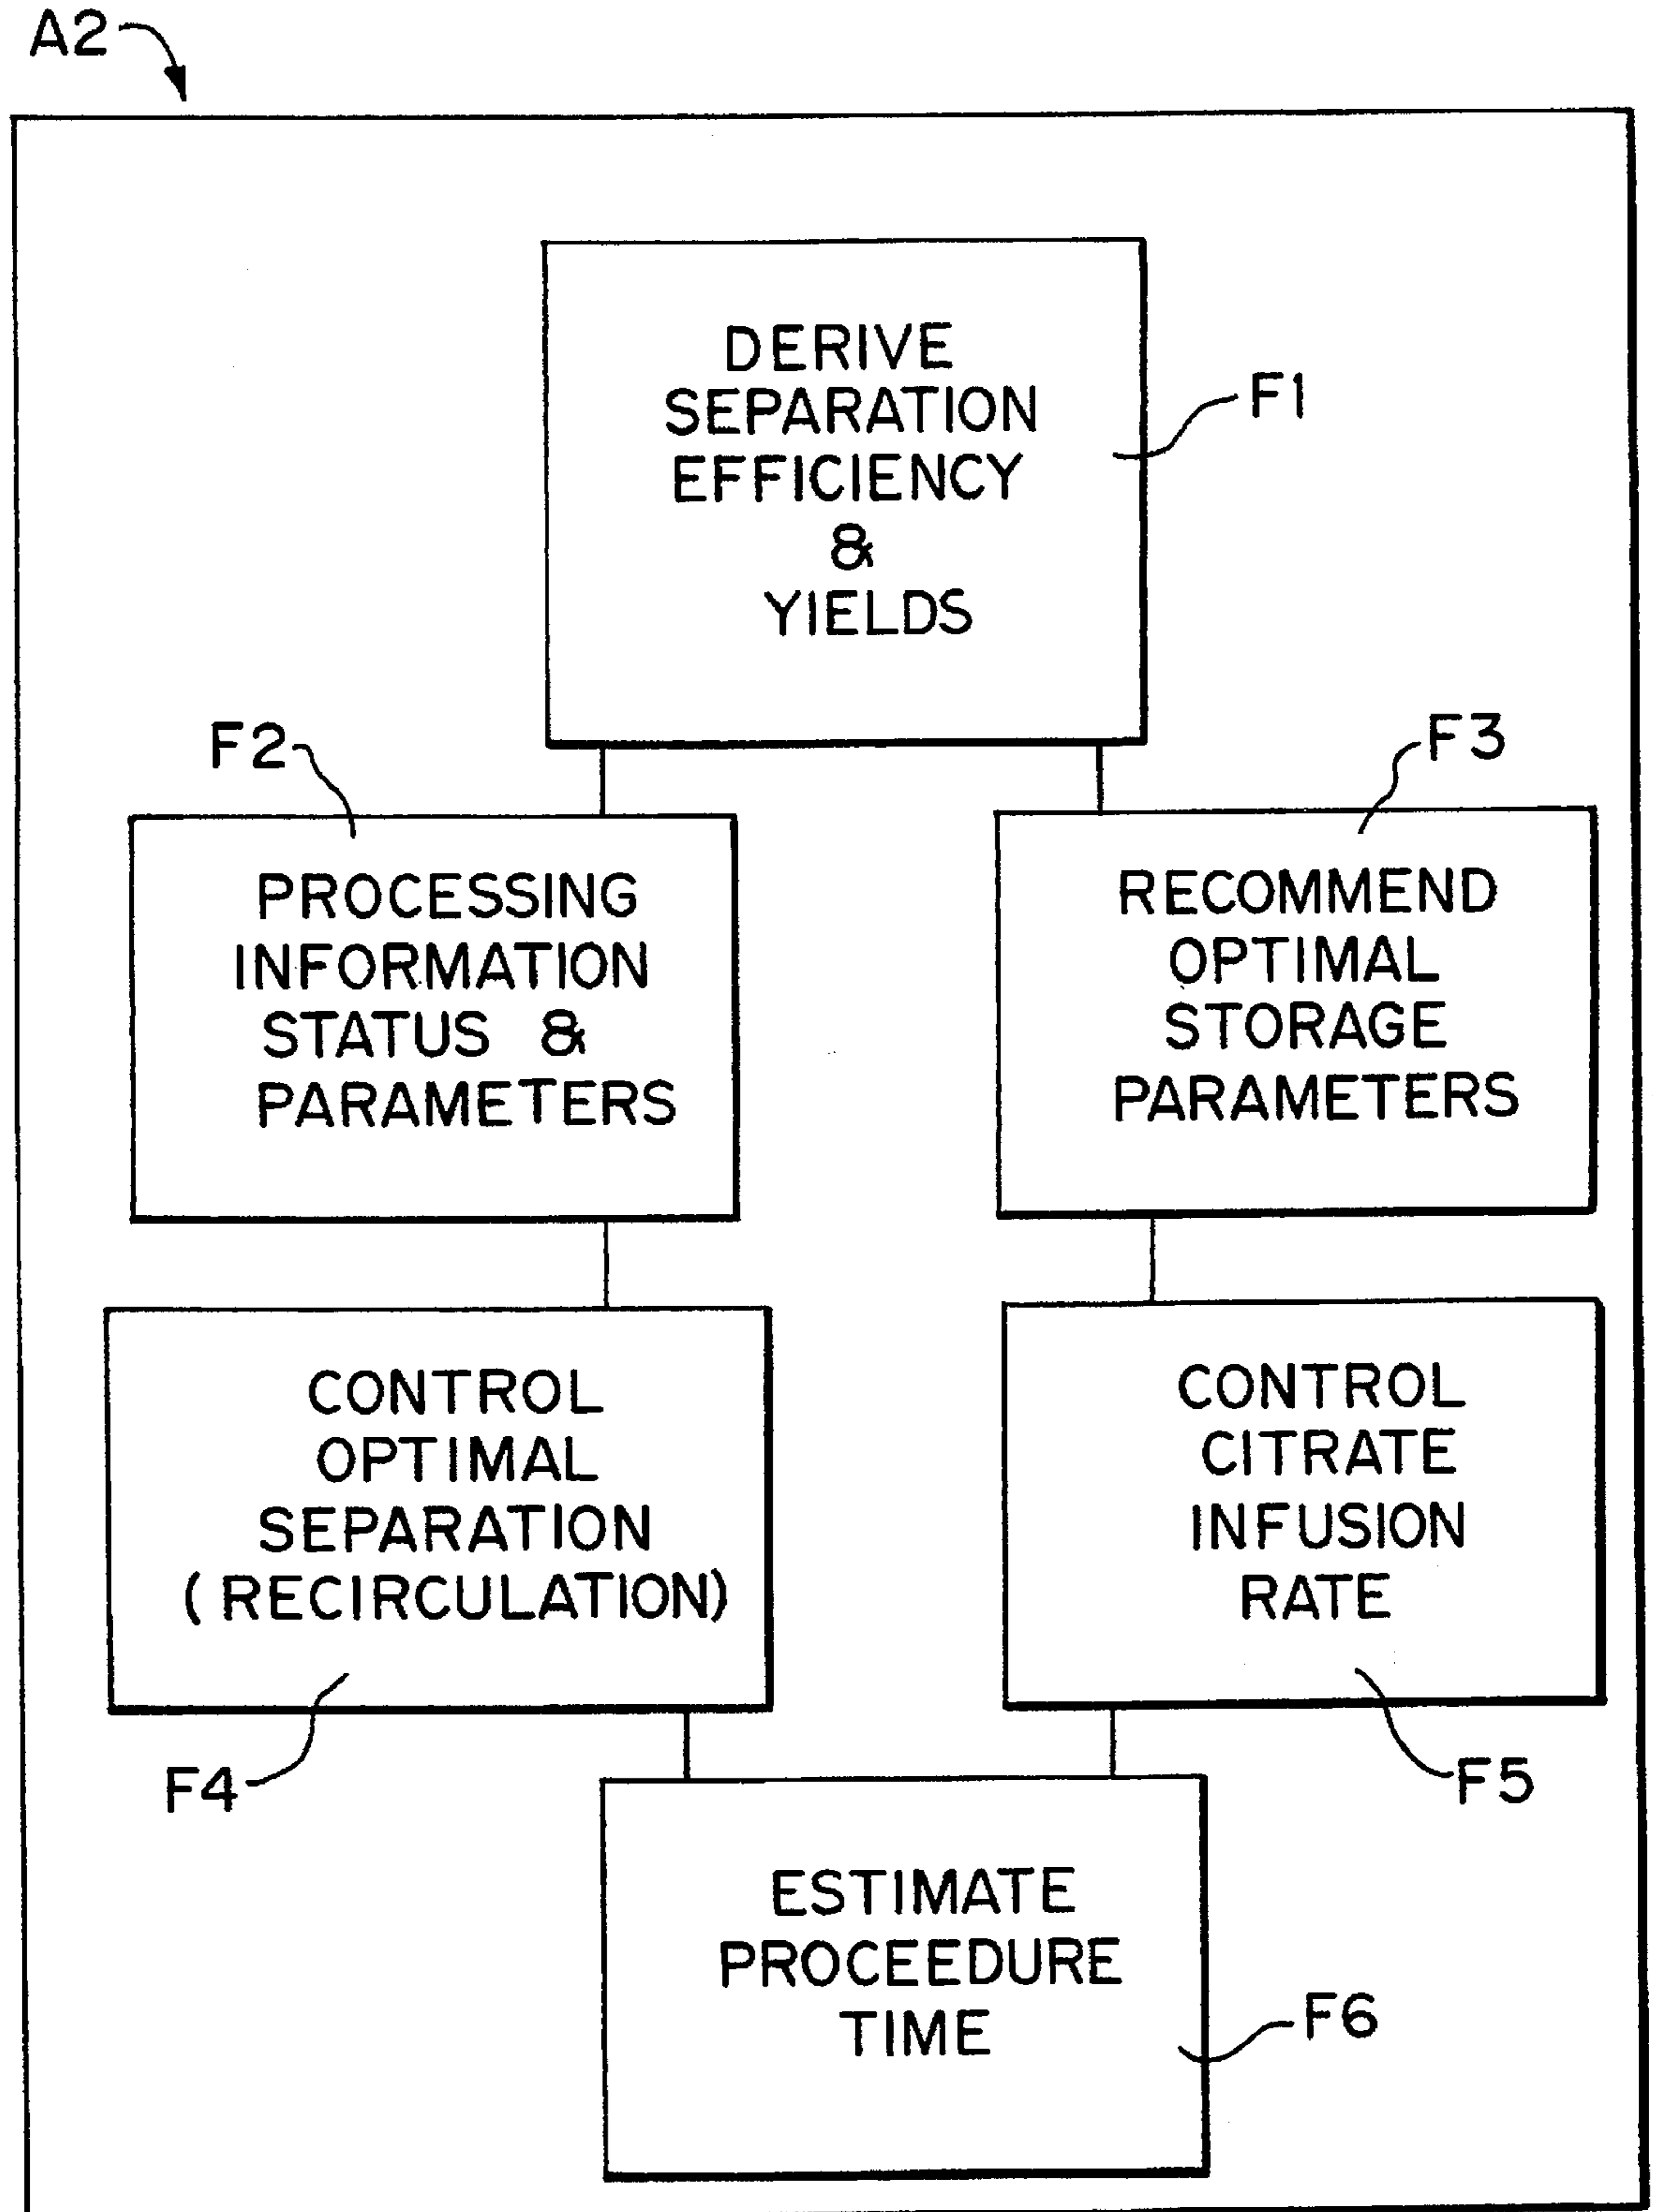 A2
DERIVE
SEPARATION
EFFICIENCY
&
YIELDS
F1
F2
F3
PROCESSING
INFORMATION
STATUS &
PARAMETERS
RECOMMEND
OPTIMAL
STORAGE
PARAMETERS
CONTROL
OPTIMAL
SEPARATION
(RECIRCULATION)
CONTROL
CITRATE
INFUSION
RATE
F4
F5
ESTIMATE
PROCEEDURE
TIME
F6